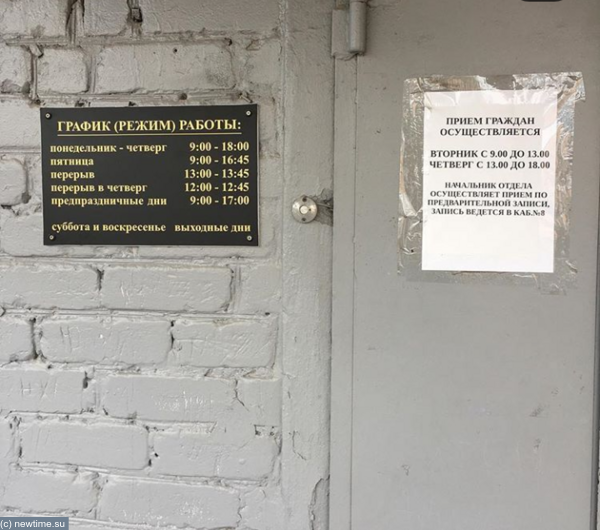 ГРАФИК (РЕЖИМ) РАБОТЫ:
понедельник - четверг 9:00 - 18:00
пятница 9:00 - 16:45
перерыв 13:00 - 13:45
перерыв в четверг 12:00 - 12:45
предпраздничные дни 9:00 - 17:00
суббота и воскресенье выходные дни
ПРИЕМ ГРАЖДАН
ОСУЩЕСТВЛЯЕТСЯ
ВТОРНИК С 9.00 ДО 13.00
ЧЕТВЕРГ С 13.00 ДО 18.00
НАЧАЛЬНИК ОТДЕЛА
ОСУЩЕСТВЛЯЕТ ПРИЕМ ПО
ПРЕДВАРИТЕЛЬНОЙ ЗАПИСИ,
ЗАПИСЬ ВЕДЕТСЯ В КАБ.№8
(c) newtime.su